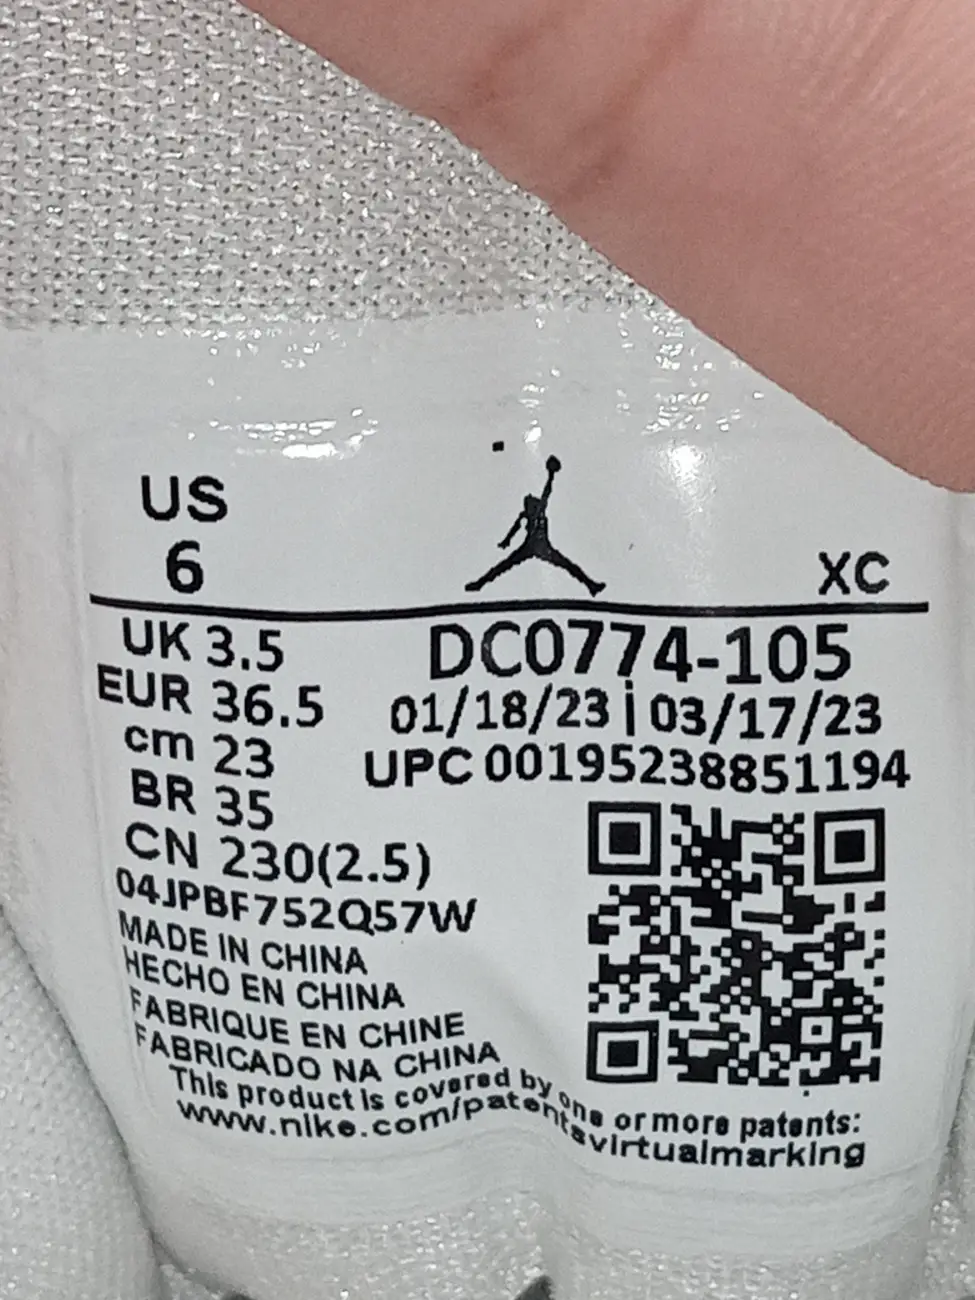 US
6
XC
UK 3.5
EUR 36.5
cm 23
BR 35
CN 230(2.5)
DC0774-105
01/18/23 | 03/17/23
UPC 00195238851194
04JPBF752Q57W
MADE IN CHINA
HECHO EN CHINA
FABRIQUE EN CHINE
FABRICADO NA CHINA
This product is covered by one or more patents:
www.nike.com/patentsvirtualmarking